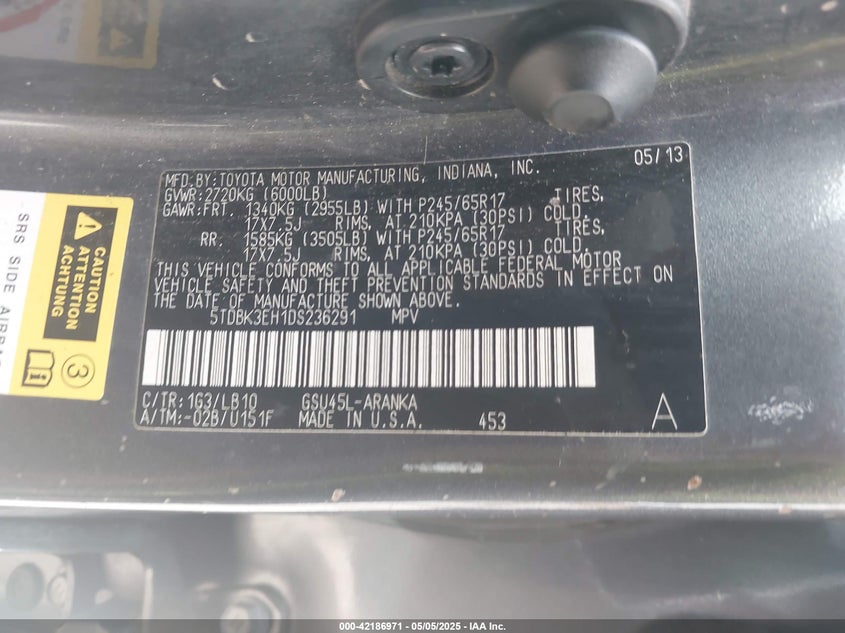 MFD.BY:TOYOTA MOTOR MANUFACTURING, INDIANA, INC. 05/13
GVWR:2720KG (6000LB)
GAWR:FRT. 1340KG (2955LB) WITH P245/65R17 TIRES,
17X7.5J RIMS, AT 210KPA (30PSI) COLD.
RR. 1585KG (3505LB) WITH P245/65R17 TIRES,
17X7.5J RIMS, AT 210KPA (30PSI) COLD.
THIS VEHICLE CONFORMS TO ALL APPLICABLE FEDERAL MOTOR
VEHICLE SAFETY AND THEFT PREVENTION STANDARDS IN EFFECT ON
THE DATE OF MANUFACTURE SHOWN ABOVE.
5TDBK3EH1DS236291 MPV
C/TR:1G3/LB10 GSU45L-ARANKA
A/TM:-02B/U151F MADE IN U.S.A. 453 A
CAUTION
ATTENTION
ACHTUNG
3
SRS SIDE
000-42186971 — 05/05/2025 — IAA Inc.